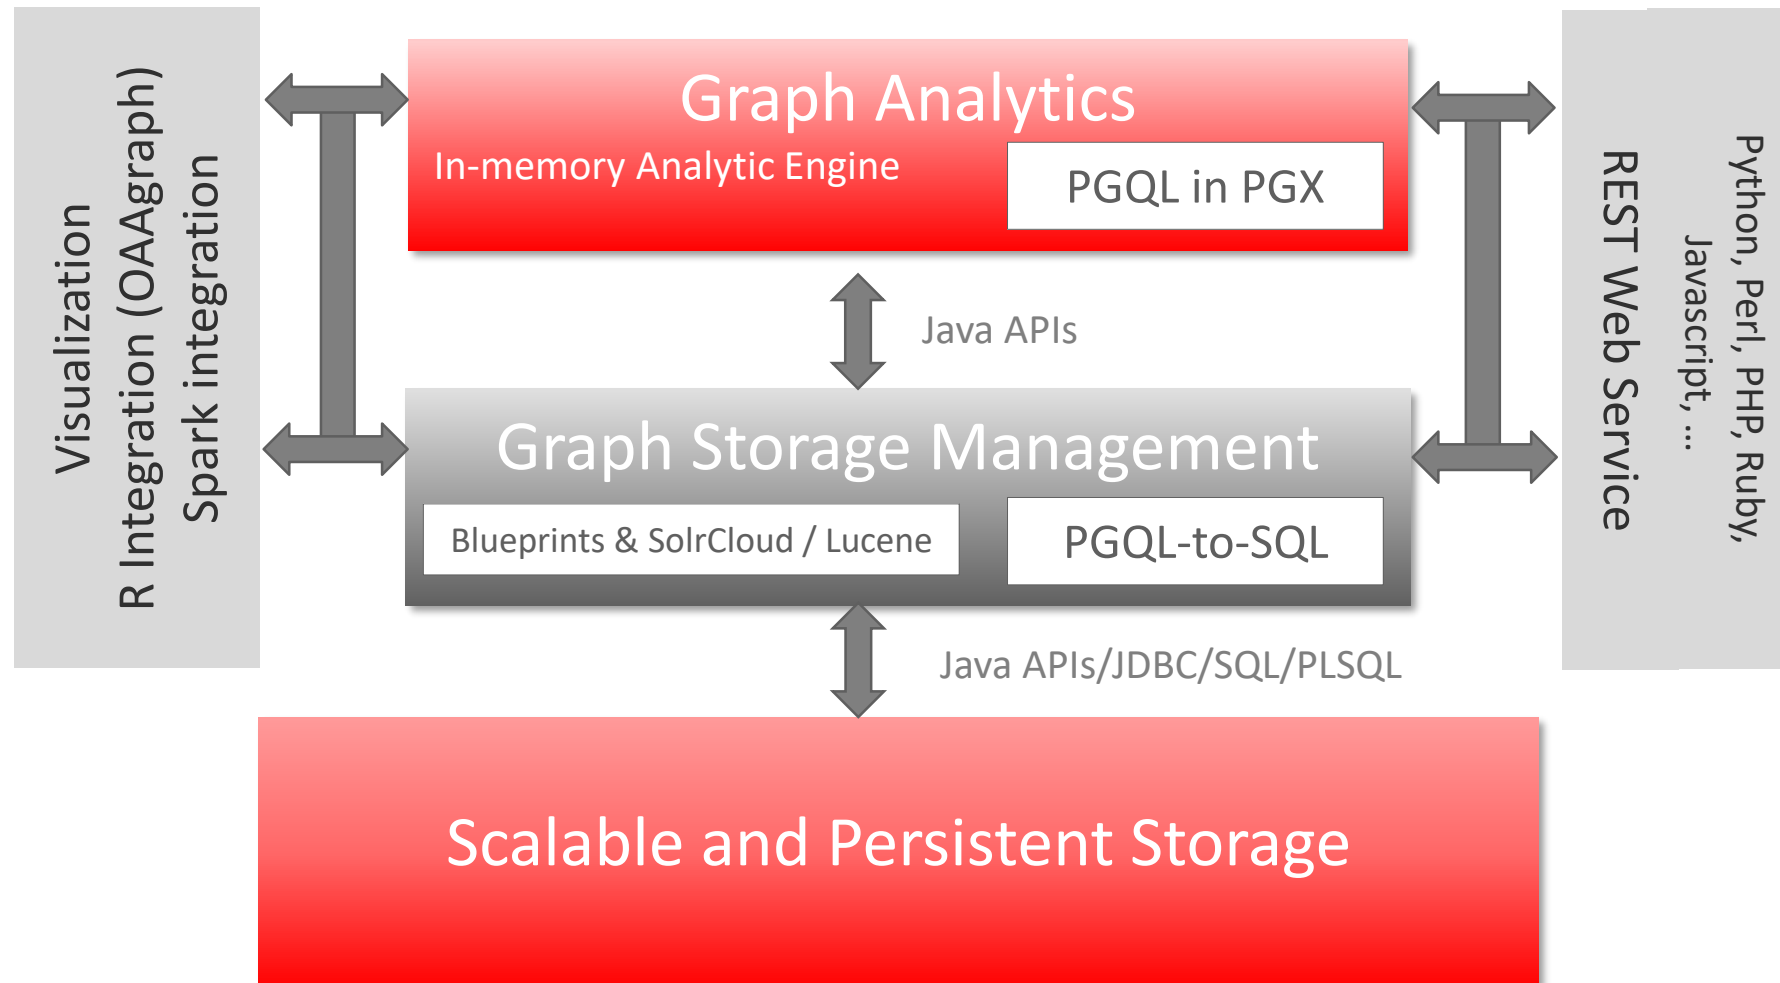 Visualization
R Integration (OAAgraph)
Spark integration
Graph Analytics
In-memory Analytic Engine
PGQL in PGX
Java APIs
Graph Storage Management
Blueprints & SolrCloud / Lucene
PGQL-to-SQL
Java APIs/JDBC/SQL/PLSQL
Scalable and Persistent Storage
REST Web Service
Python, Perl, PHP, Ruby,
Javascript, ...